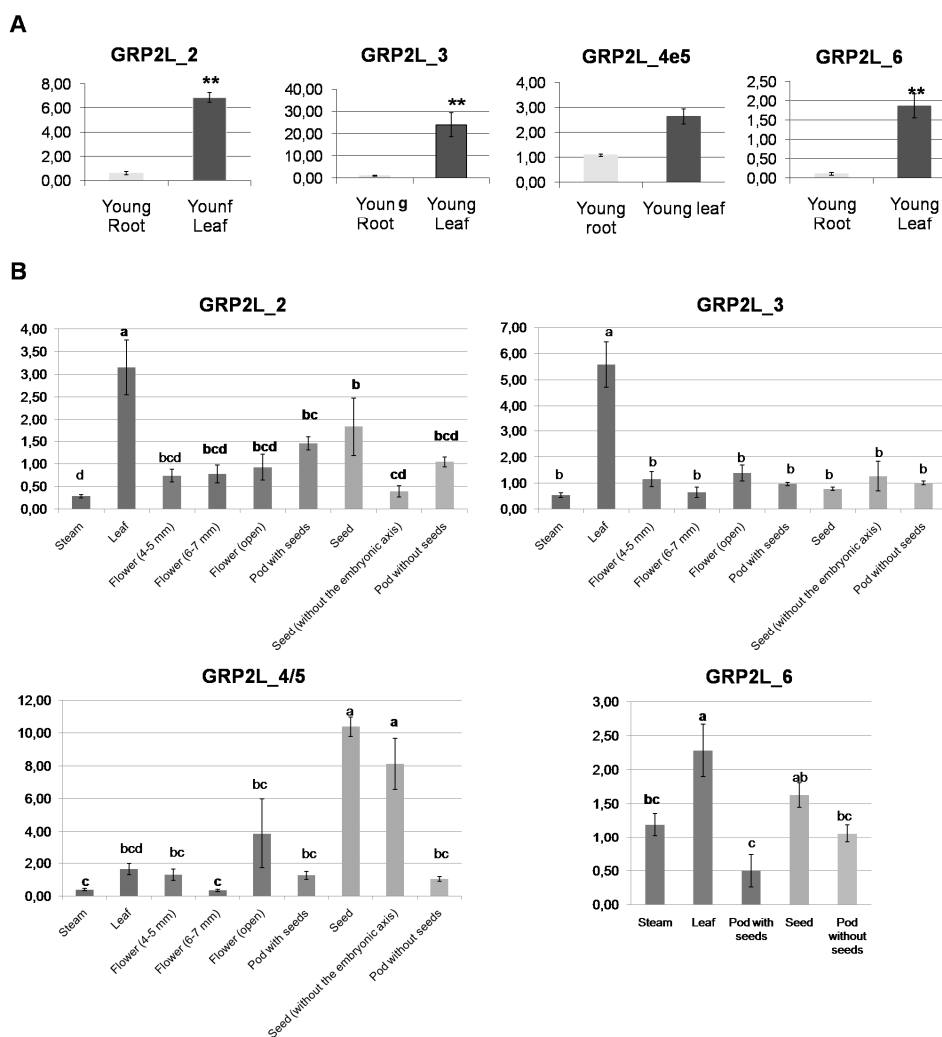 A
GRP2L_2
8,00
6,00
4,00
2,00
0,00
**
Young Root
Younf Leaf
GRP2L_3
40,00
30,00
20,00
10,00
0,00
**
Young Root
Young Leaf
GRP2L_4e5
4,00
3,00
2,00
1,00
0,00
Young root
Young leaf
GRP2L_6
2,50
2,00
1,50
1,00
0,50
0,00
**
Young Root
Young Leaf
B
GRP2L_2
4,00
3,50
3,00
2,50
2,00
1,50
1,00
0,50
0,00
d
a
bcd
bcd
bcd
bc
b
cd
bcd
Steam
Leaf
Flower (4-5 mm)
Flower (6-7 mm)
Flower (open)
Pod with seeds
Seed
Seed (without the embryonic axis)
Pod without seeds
GRP2L_3
7,00
6,00
5,00
4,00
3,00
2,00
1,00
0,00
b
a
b
b
b
b
b
b
b
Steam
Leaf
Flower (4-5 mm)
Flower (6-7 mm)
Flower (open)
Pod with seeds
Seed
Seed (without the embryonic axis)
Pod without seeds
GRP2L_4/5
12,00
10,00
8,00
6,00
4,00
2,00
0,00
c
bcd
bc
c
bc
bc
a
a
bc
Steam
Leaf
Flower (4-5 mm)
Flower (6-7 mm)
Flower (open)
Pod with seeds
Seed
Seed (without the embryonic axis)
Pod without seeds
GRP2L_6
3,00
2,50
2,00
1,50
1,00
0,50
0,00
bc
a
c
ab
bc
Steam
Leaf
Pod with seeds
Seed
Pod without seeds